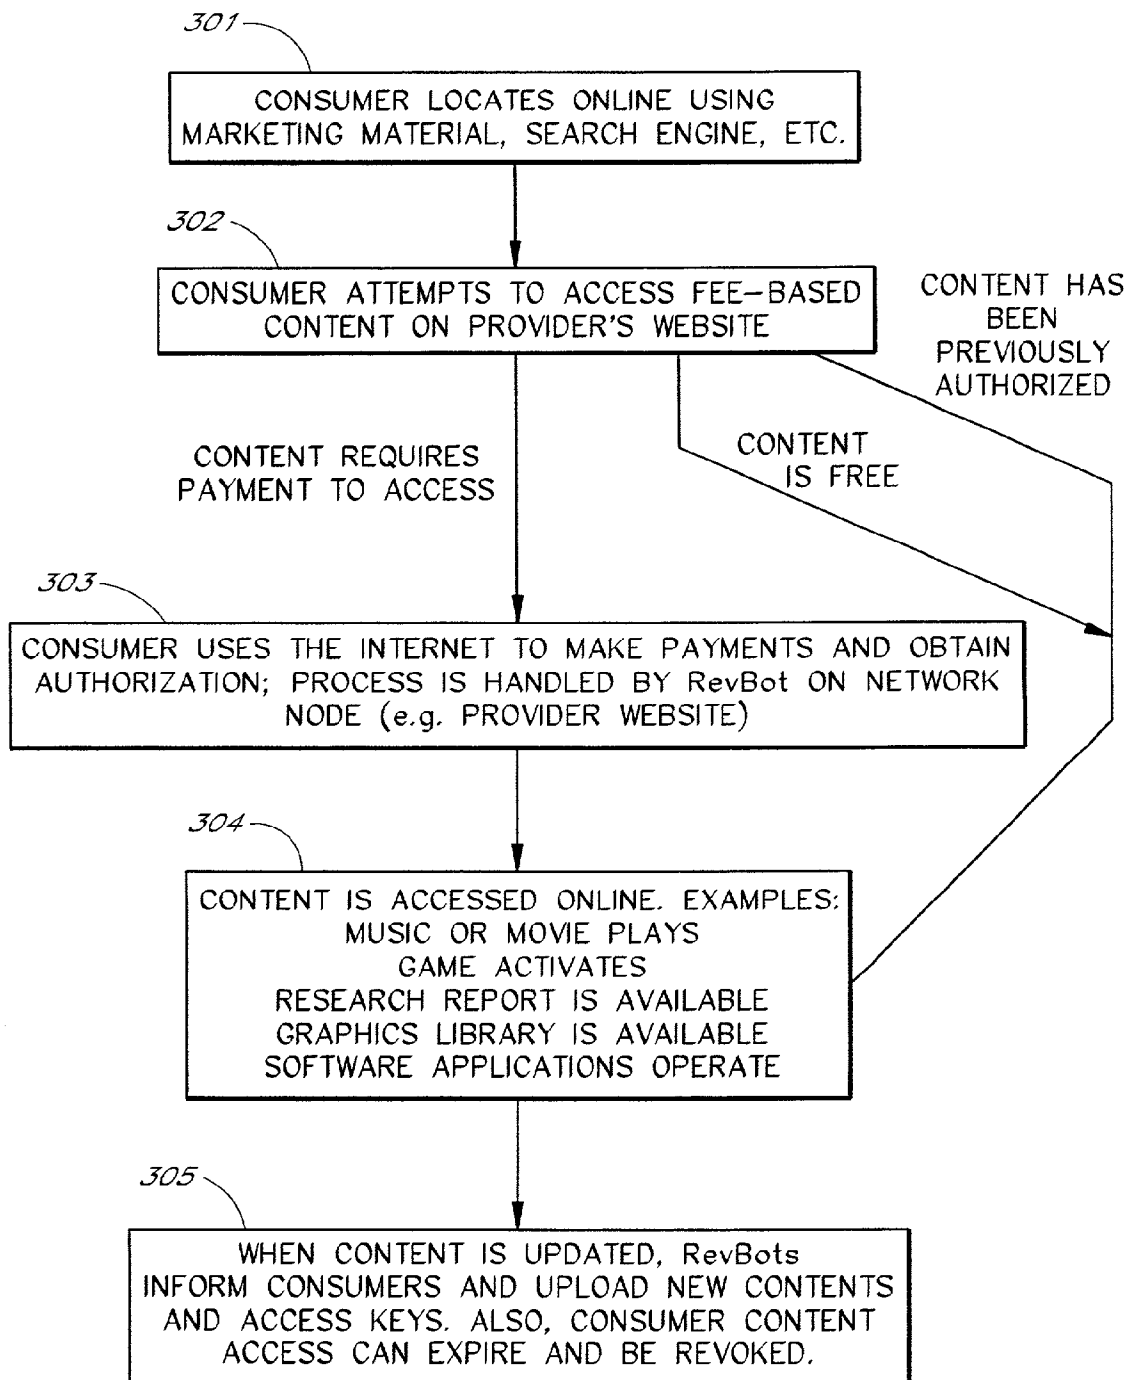 301
CONSUMER LOCATES ONLINE USING
MARKETING MATERIAL, SEARCH ENGINE, ETC.
302
CONSUMER ATTEMPTS TO ACCESS FEE-BASED
CONTENT ON PROVIDER'S WEBSITE
CONTENT HAS
BEEN
PREVIOUSLY
AUTHORIZED
CONTENT REQUIRES
PAYMENT TO ACCESS
CONTENT
IS FREE
303
CONSUMER USES THE INTERNET TO MAKE PAYMENTS AND OBTAIN
AUTHORIZATION; PROCESS IS HANDLED BY RevBot ON NETWORK
NODE (e.g. PROVIDER WEBSITE)
304
CONTENT IS ACCESSED ONLINE. EXAMPLES:
MUSIC OR MOVIE PLAYS
GAME ACTIVATES
RESEARCH REPORT IS AVAILABLE
GRAPHICS LIBRARY IS AVAILABLE
SOFTWARE APPLICATIONS OPERATE
305
WHEN CONTENT IS UPDATED, RevBots
INFORM CONSUMERS AND UPLOAD NEW CONTENTS
AND ACCESS KEYS. ALSO, CONSUMER CONTENT
ACCESS CAN EXPIRE AND BE REVOKED.